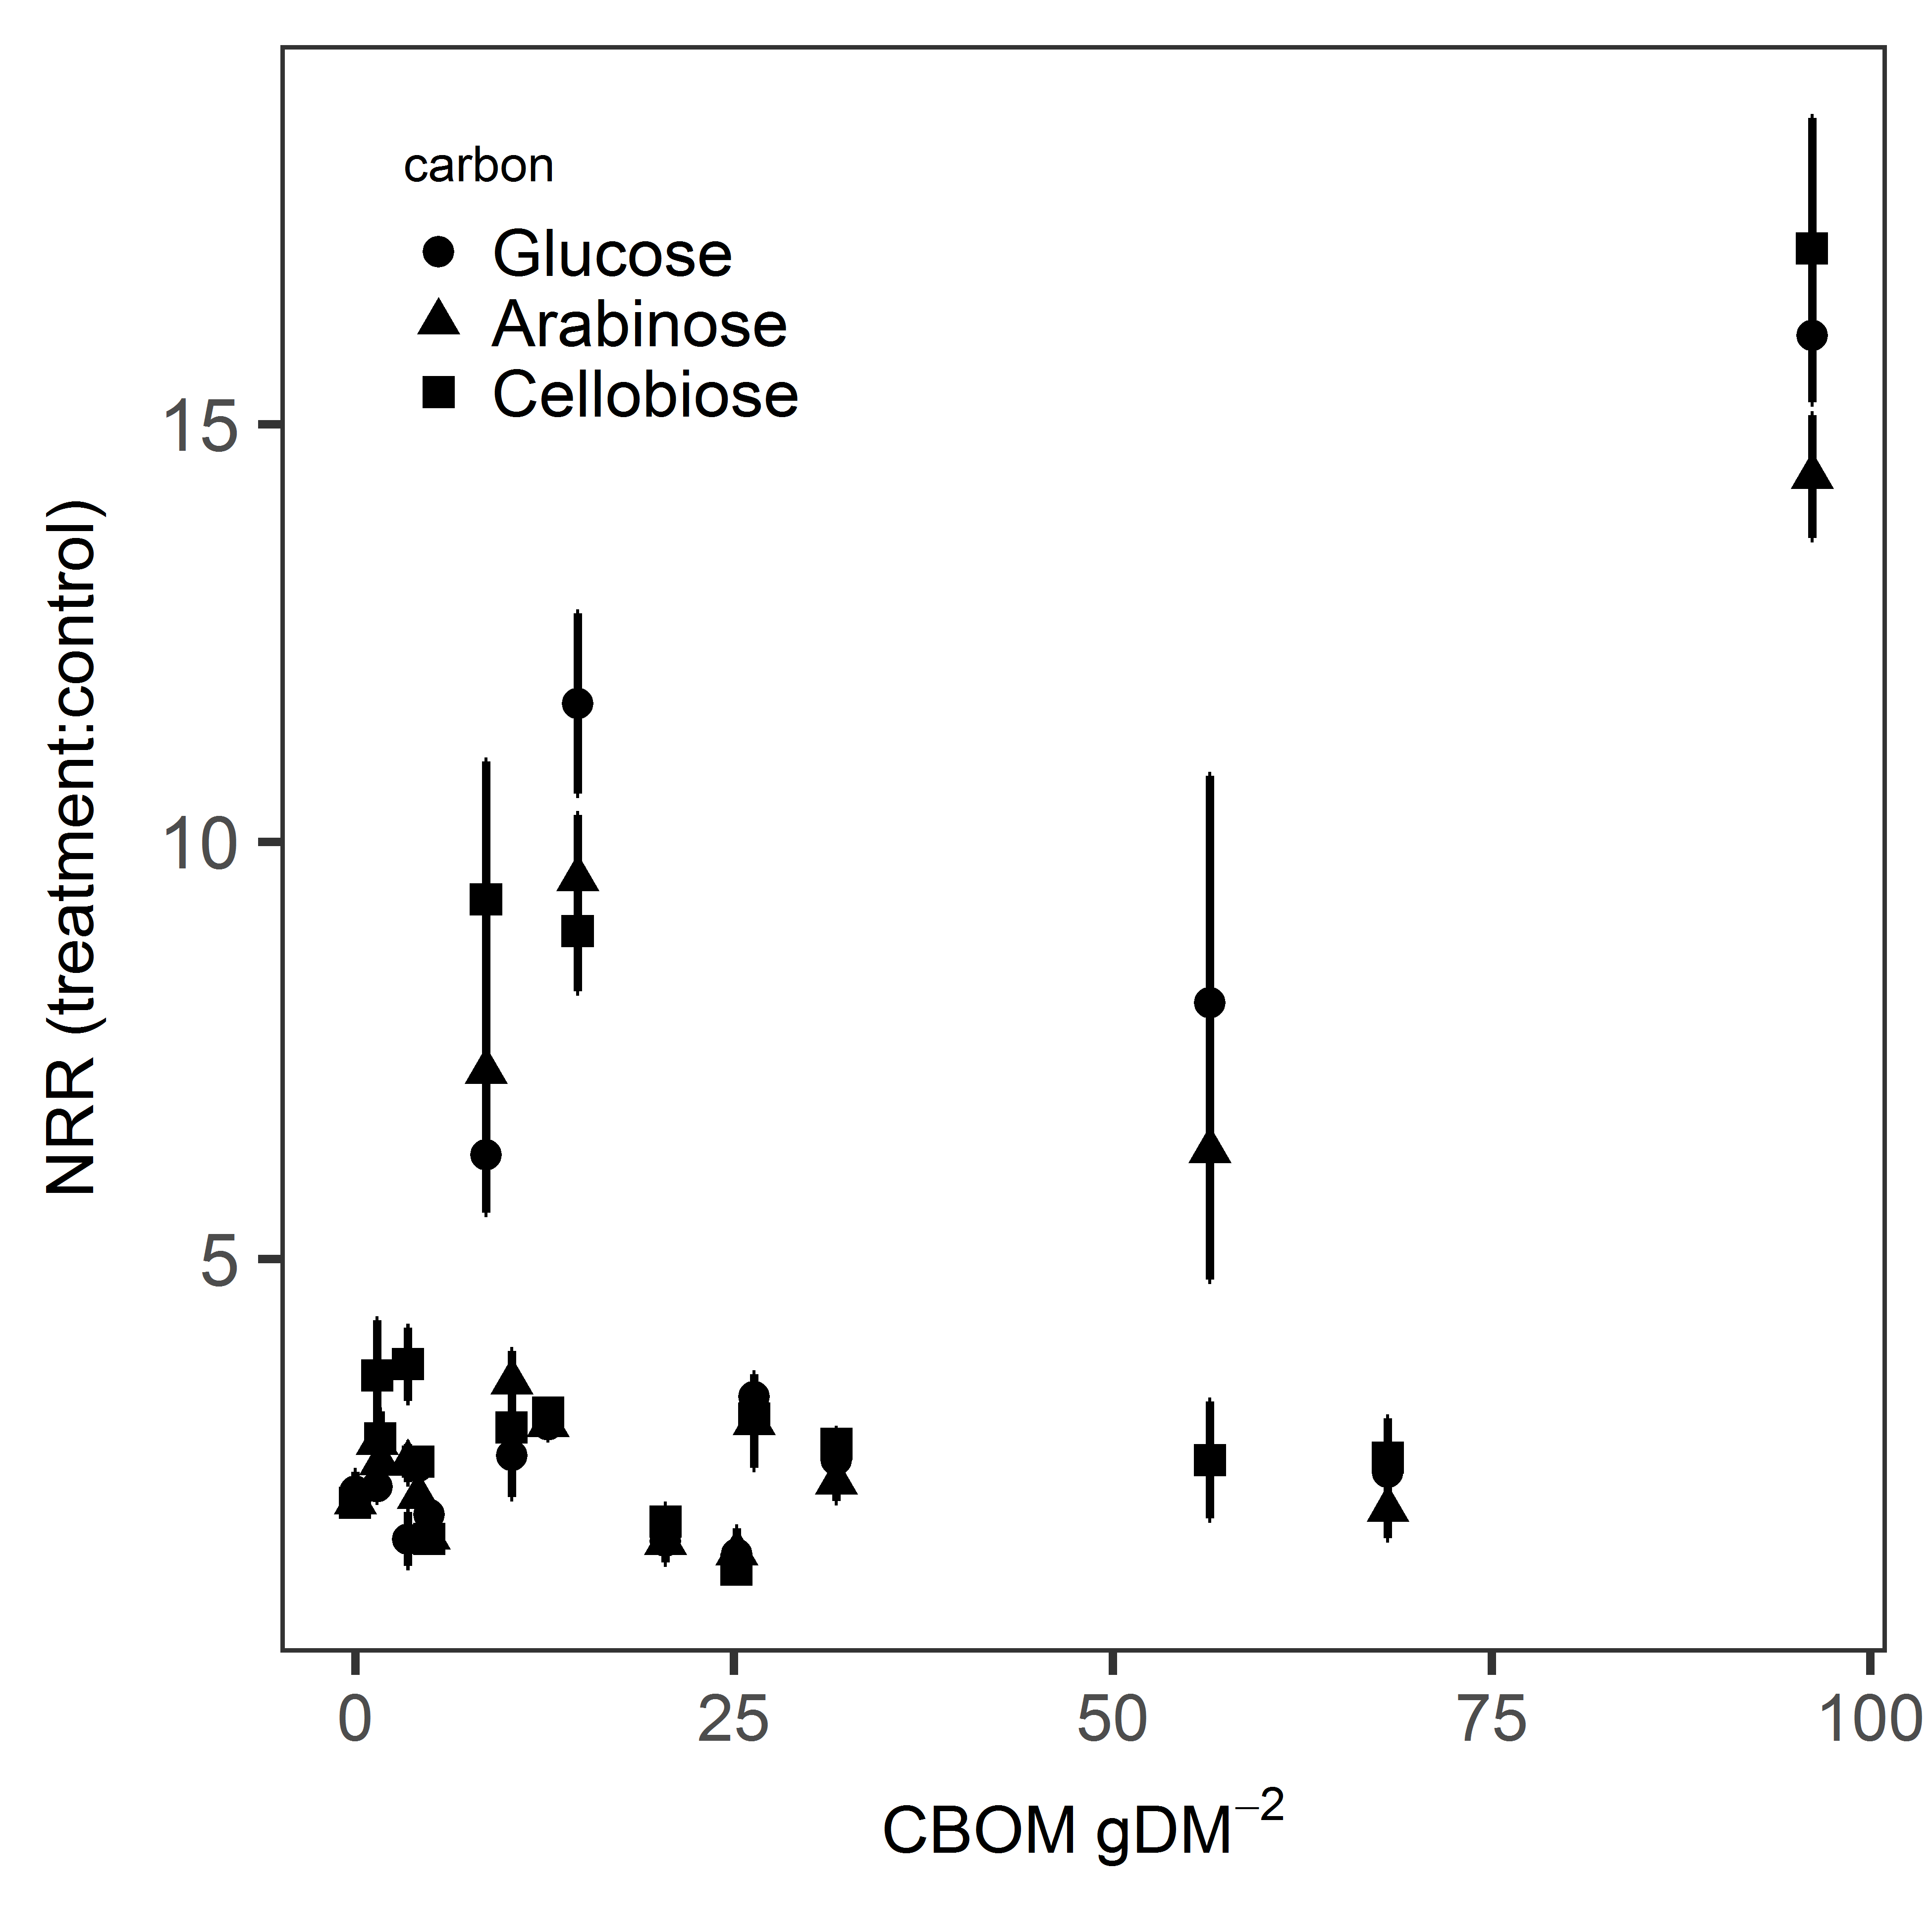 carbon
Glucose
Arabinose
Cellobiose
15
10
5
NRR (treatment:control)
0 25 50 75 100
CBOM gDM⁻²